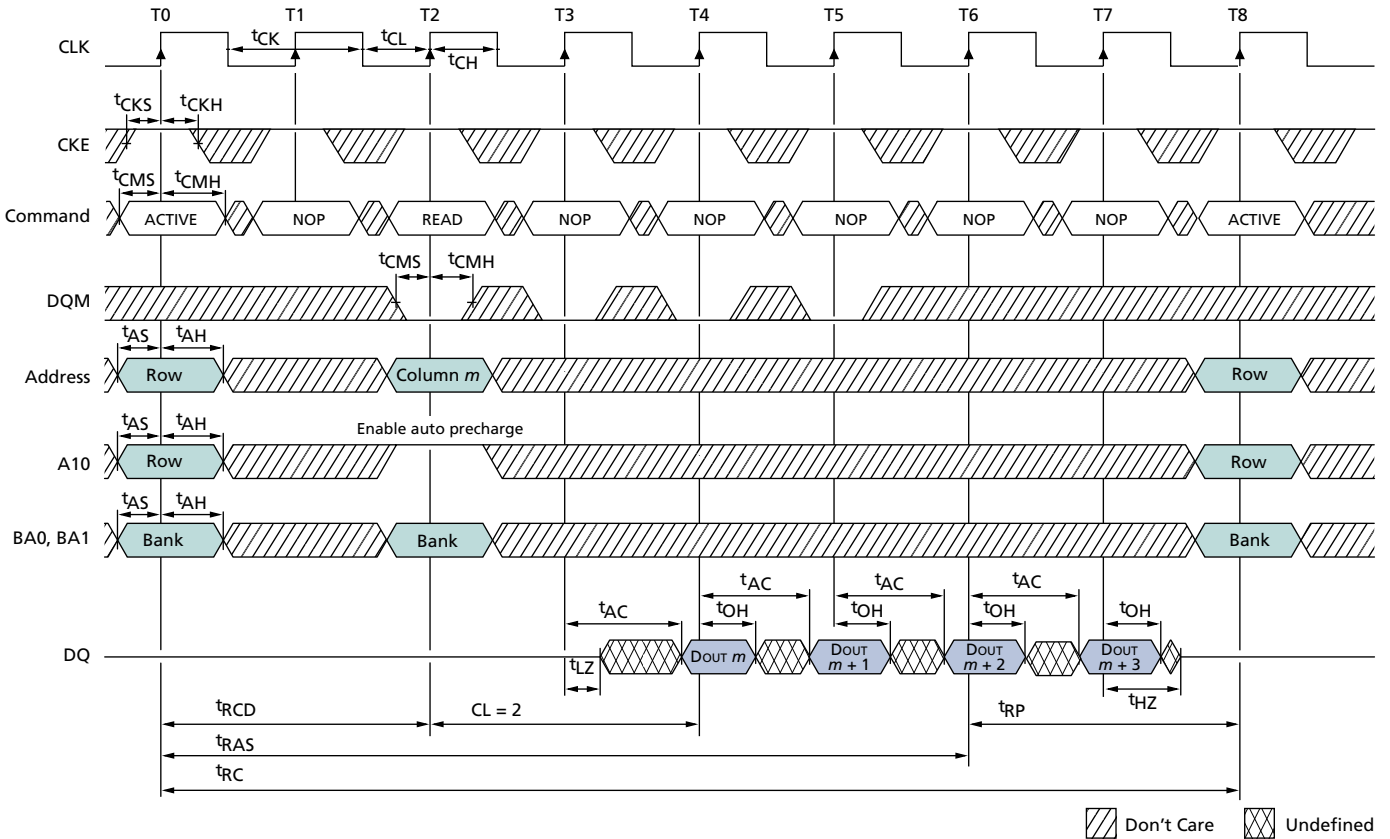 T0 T1 T2 T3 T4 T5 T6 T7 T8
CLK
tCK
tCL
tCH
tCKS
tCKH
CKE
tCMS
tCMH
Command
ACTIVE NOP READ NOP NOP NOP NOP NOP ACTIVE
tCMS
tCMH
DQM
tAS
tAH
Address
Row
Column m
Row
Enable auto precharge
tAS
tAH
A10
Row
Row
tAS
tAH
BA0, BA1
Bank
Bank
Bank
tAC
tAC
tAC
tAC
tOH
tOH
tOH
tOH
DQ
DOUT m
DOUT
m + 1
DOUT
m + 2
DOUT
m + 3
tLZ
tHZ
tRCD
CL = 2
tRP
tRAS
tRC
Don't Care
Undefined